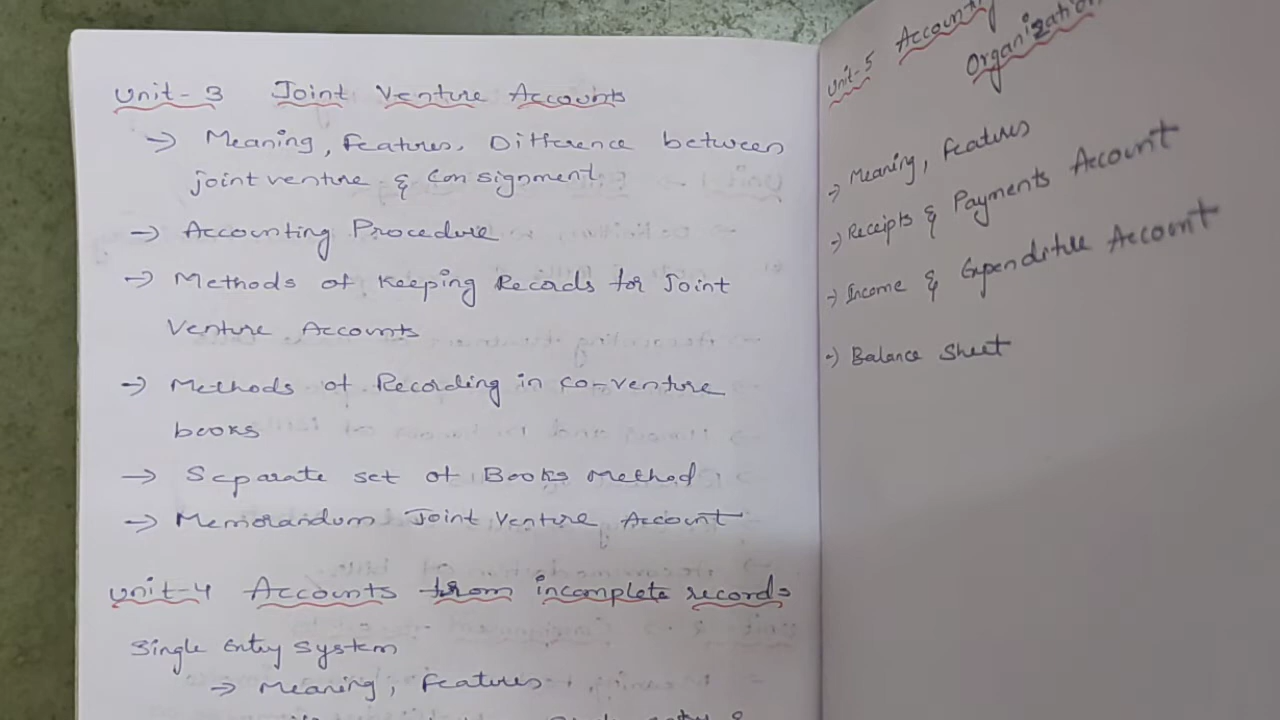 Unit-3 Joint Venture Accounts
→ Meaning, Features, Difference between
joint venture & Consignment
→ Accounting Procedure
→ Methods of Keeping Records for Joint
Venture Accounts
→ Methods of Recording in co-venture
books
→ Separate set of Books Method
→ Memorandum Joint Venture Account
Unit-4 Accounts from incomplete records
Single Entry System
→ Meaning, Features
Unit-5
Organization
→ Meaning, Features
→ Receipts & Payments Account
→ Income & Expenditure Account
→ Balance Sheet